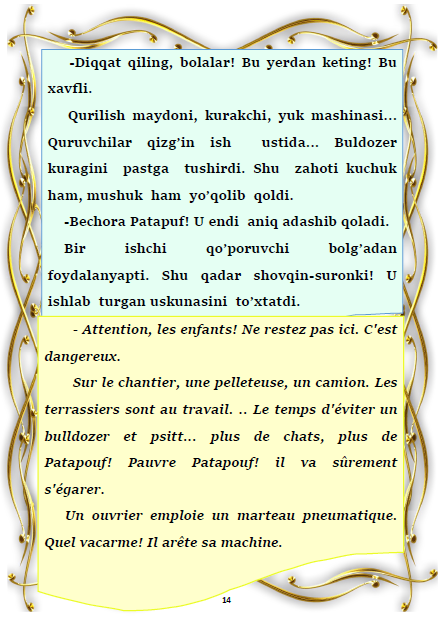 -Diqqat qiling, bolalar! Bu yerdan keting! Bu
xavfli.
Qurilish maydoni, kurakchi, yuk mashinasi...
Quruvchilar qizg’in ish ustida... Buldozer
kuragini pastga tushirdi. Shu zahoti kuchuk
ham, mushuk ham yo’qolib qoldi.
-Bechora Patapuf! U endi aniq adashib qoladi.
Bir ishchi qo’poruvchi bolg’adan
foydalanyapti. Shu qadar shovqin-suronki! U
ishlab turgan uskunasini to’xtatdi.
- Attention, les enfants! Ne restez pas ici. C'est
dangereux.
Sur le chantier, une pelleteuse, un camion. Les
terrassiers sont au travail. .. Le temps d'éviter un
bulldozer et psitt... plus de chats, plus de
Patapouf! Pauvre Patapouf! il va sûrement
s'égarer.
Un ouvrier emploie un marteau pneumatique.
Quel vacarme! Il arête sa machine.
14